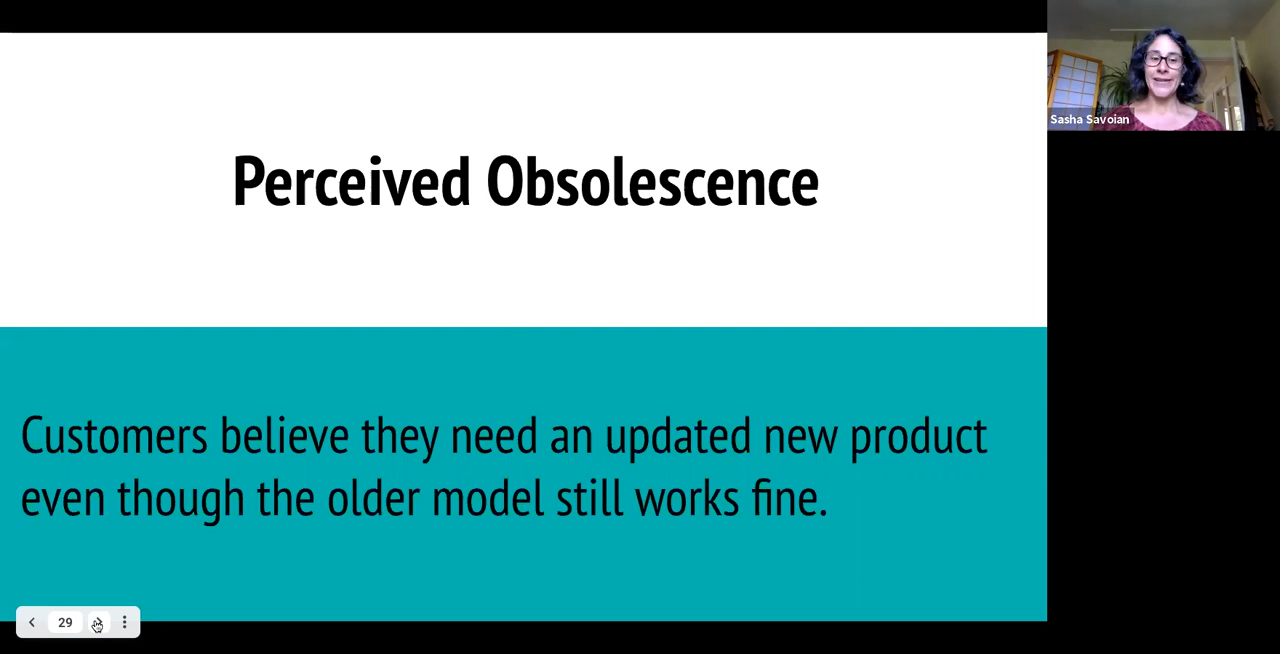 Perceived Obsolescence
Customers believe they need an updated new product
even though the older model still works fine.
Sasha Savoian
29